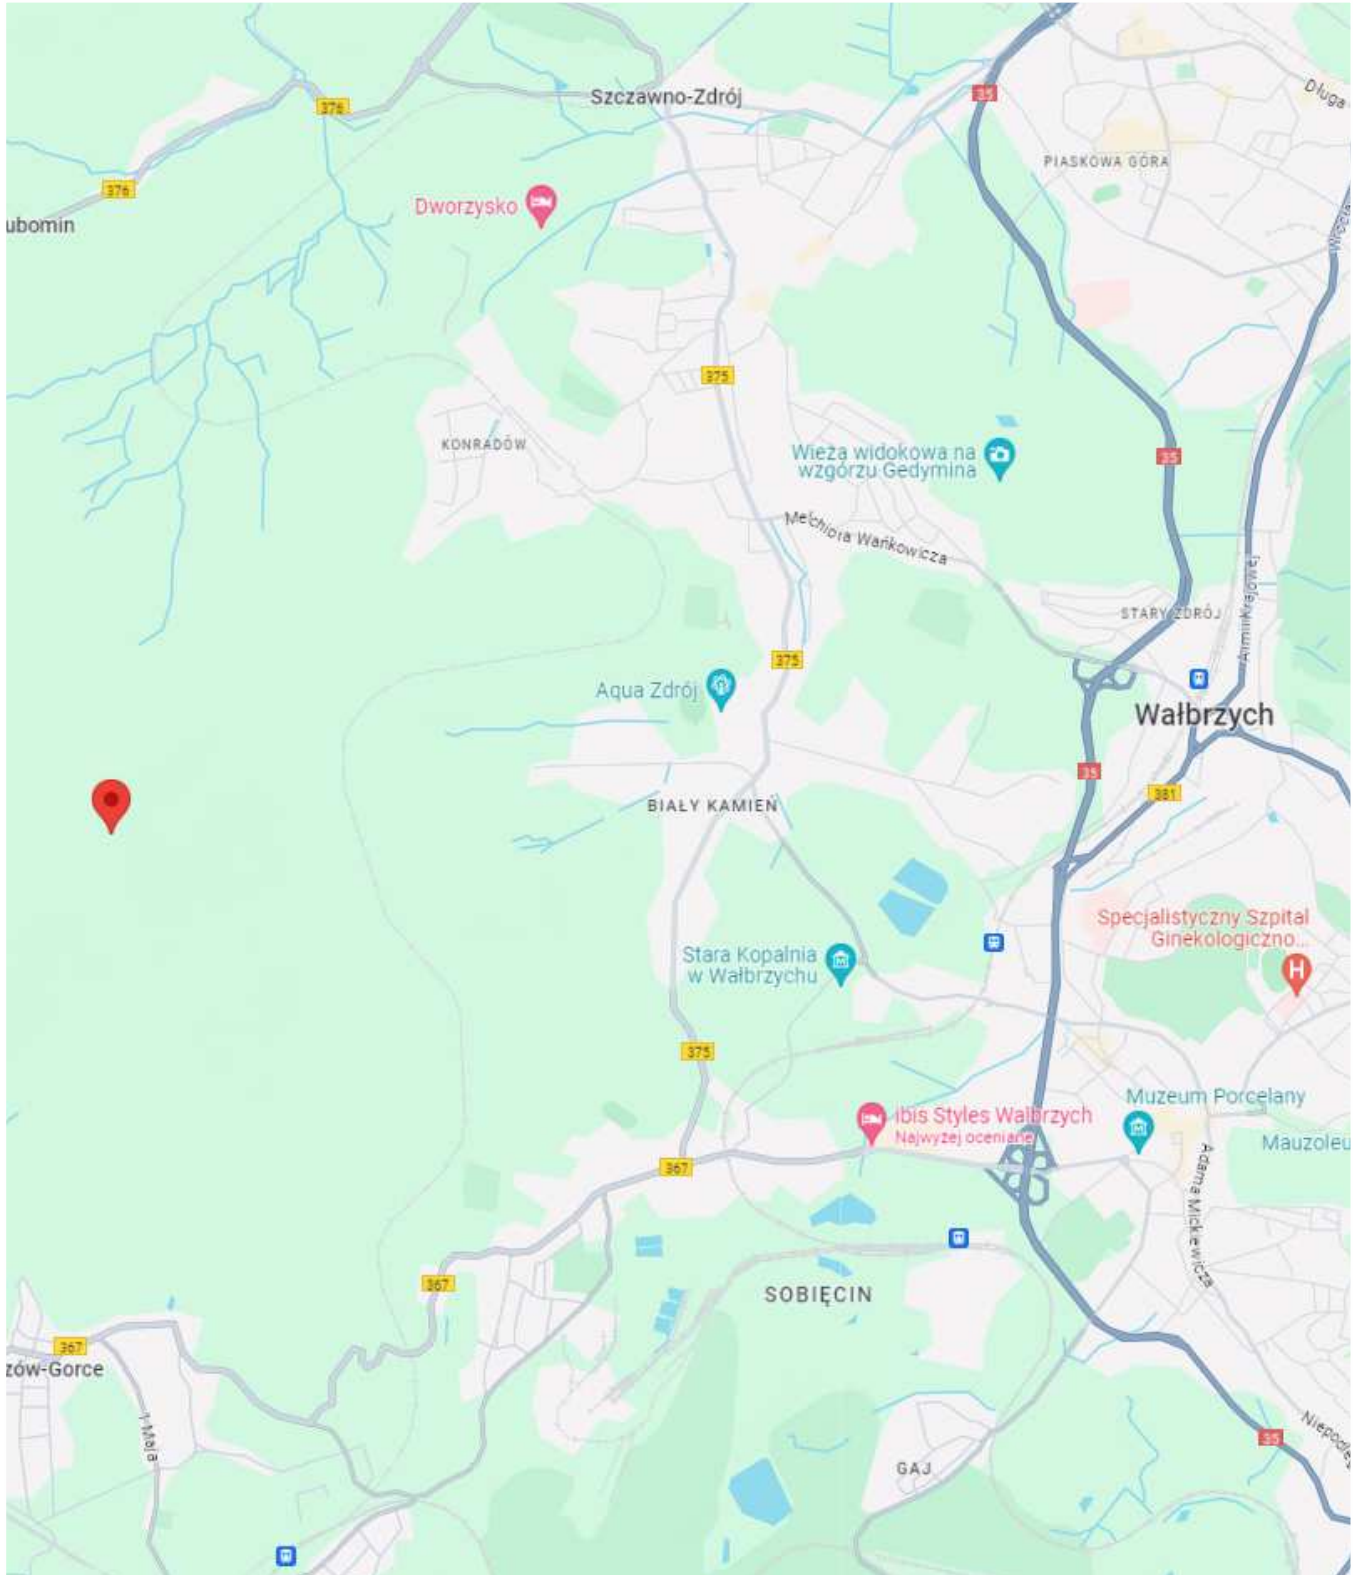 35
Długa
Szczawno-Zdrój
376
PIASKOWA GÓRA
376
Dworzysko
ubomin
375
KONRADÓW
Wieża widokowa na
wzgórzu Gedymina
35
Melchiora Wańkowicza
Armii Krajowej
STARY ZDRÓJ
375
Aqua Zdrój
Wałbrzych
35
381
BIAŁY KAMIEŃ
Specjalistyczny Szpital
Ginekologiczno...
H
Stara Kopalnia
w Wałbrzychu
375
Muzeum Porcelany
ibis Styles Wałbrzych
Najwyżej oceniane
Mauzoleu
367
Adama Mickiewicza
367
SOBIĘCIN
367
zów-Gorce
1 Maja
Niepodleg
35
GAJ